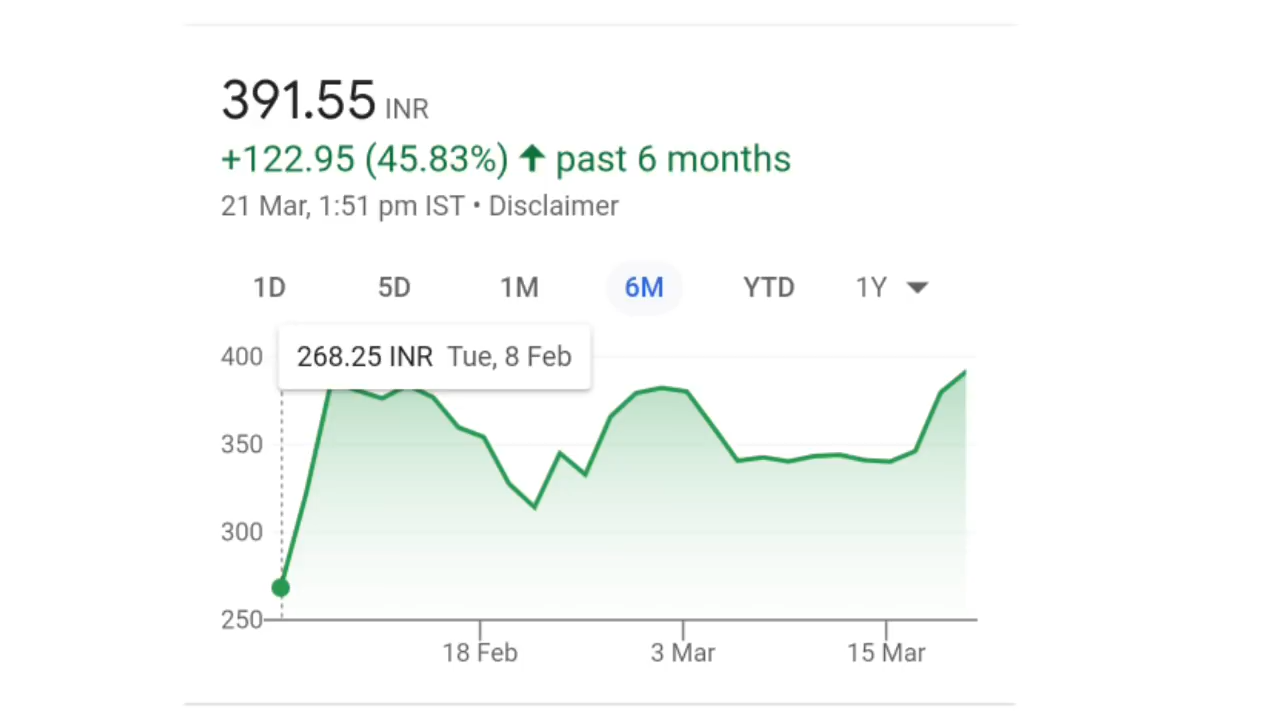 391.55 INR
+122.95 (45.83%) ↑ past 6 months
21 Mar, 1:51 pm IST • Disclaimer
1D 5D 1M 6M YTD 1Y
268.25 INR Tue, 8 Feb
400
350
300
250
18 Feb 3 Mar 15 Mar